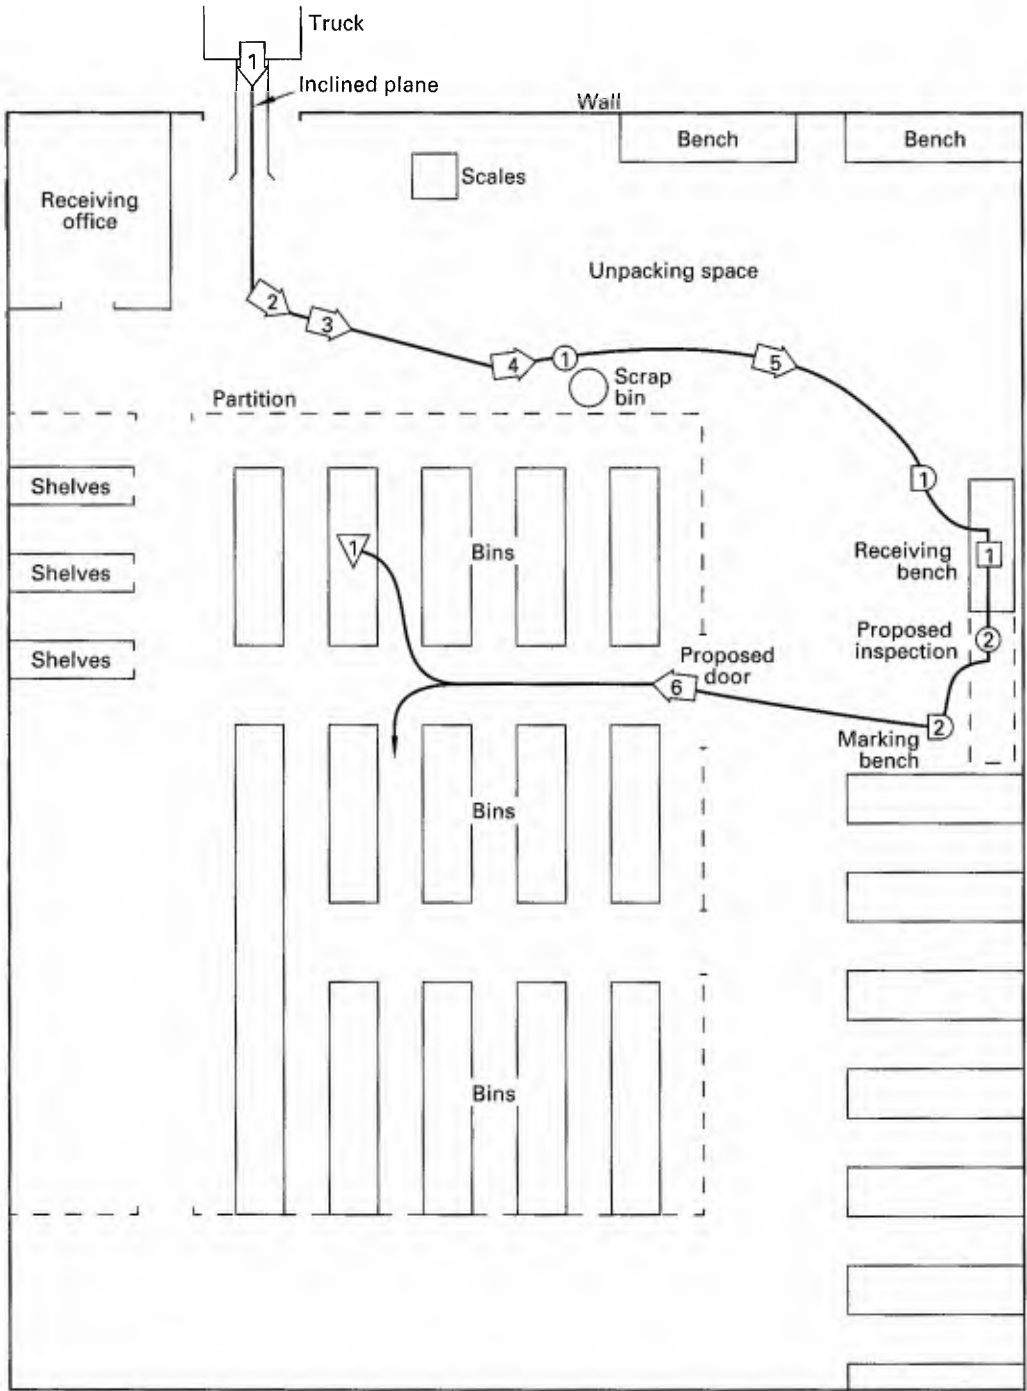 Truck
1
Inclined plane
Wall
Bench
Bench
Scales
Receiving
office
Unpacking space
2
3
4
1
5
Scrap
bin
Partition
Shelves
1
1
Bins
Receiving
bench
1
Shelves
Proposed
inspection
2
Shelves
Proposed
door
6
2
Marking
bench
Bins
Bins